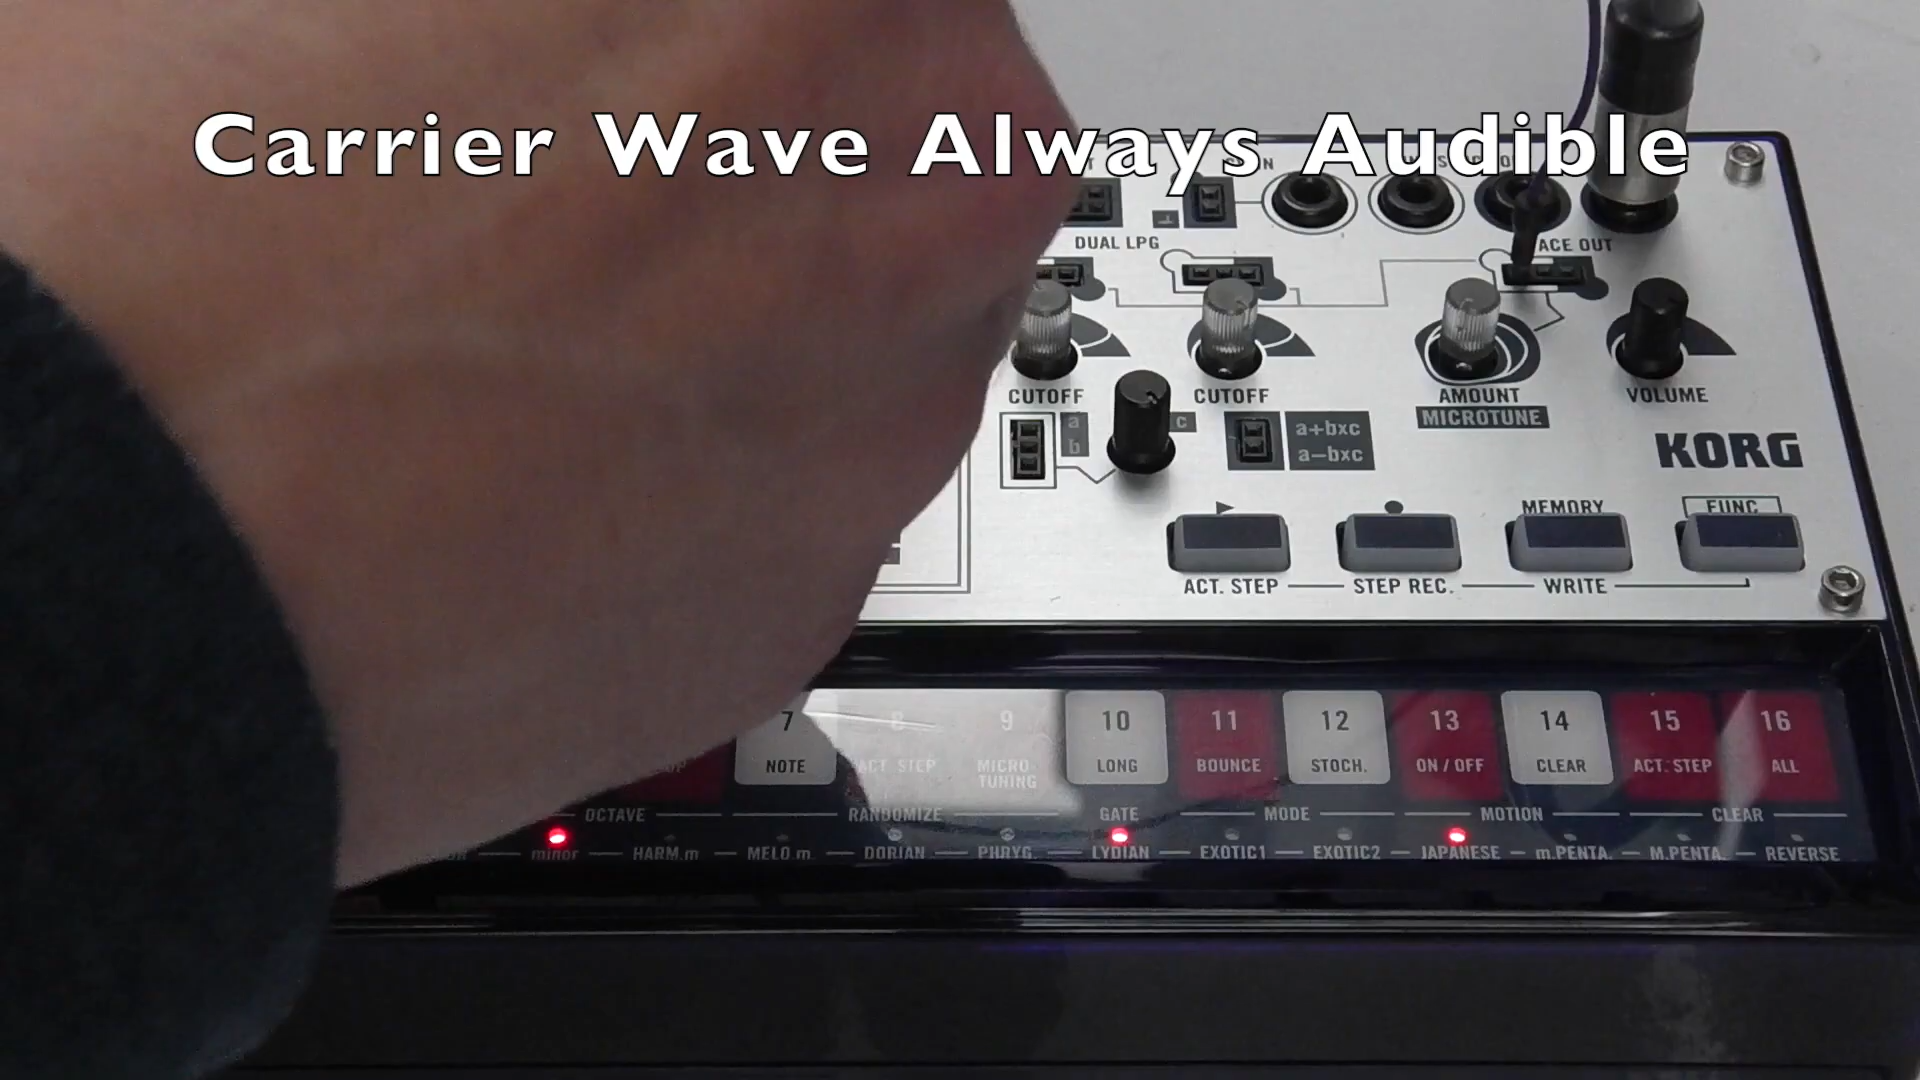 Carrier Wave Always Audible
DUAL LPG
ACE OUT
CUTOFF
CUTOFF
AMOUNT
MICROTUNE
VOLUME
a
b
c
a+bxc
a–bxc
KORG
MEMORY
FUNC
ACT. STEP
STEP REC.
WRITE
7
8
9
10
11
12
13
14
15
16
NOTE
ACT STEP
MICRO-
TUNING
LONG
BOUNCE
STOCH.
ON / OFF
CLEAR
ACT. STEP
ALL
OCTAVE
RANDOMIZE
GATE
MODE
MOTION
CLEAR
minor
HARM.m
MELO.m.
DORIAN
PHRYG.
LYDIAN
EXOTIC1
EXOTIC2
JAPANESE
m.PENTA.
M.PENTA.
REVERSE